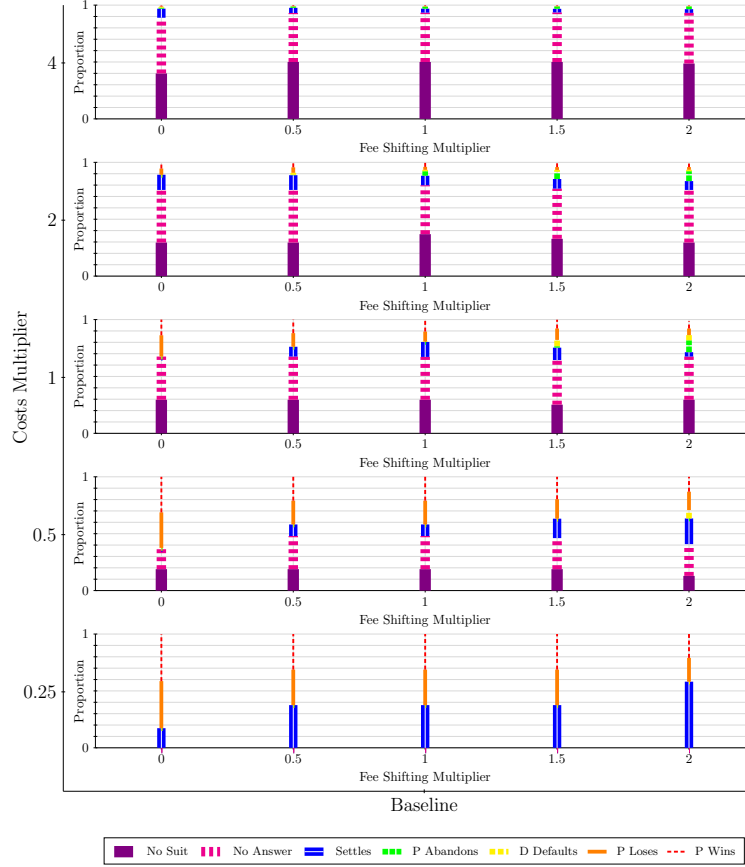 1
Proportion
0
0 0.5 1 1.5 2
Fee Shifting Multiplier
4
1
Proportion
0
0 0.5 1 1.5 2
Fee Shifting Multiplier
2
1
Proportion
0
0 0.5 1 1.5 2
Fee Shifting Multiplier
1
Costs Multiplier
1
Proportion
0
0 0.5 1 1.5 2
Fee Shifting Multiplier
0.5
1
Proportion
0
0 0.5 1 1.5 2
Fee Shifting Multiplier
0.25
Baseline
No Suit No Answer Settles P Abandons D Defaults P Loses P Wins